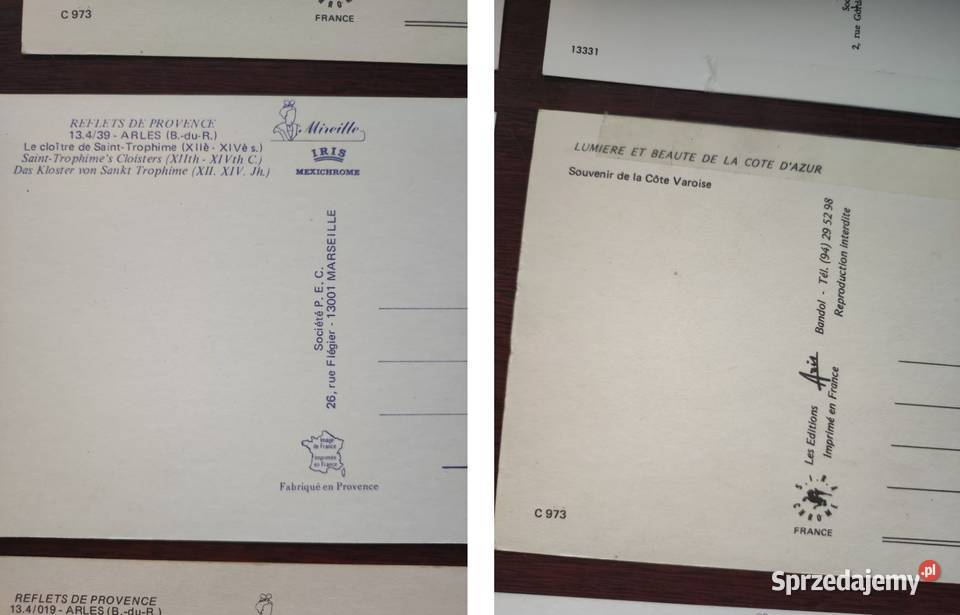 C 973
FRANCE
REFLETS DE PROVENCE
13.4/39 - ARLES (B.-du-R.)
Le cloître de Saint-Trophime (XIIè - XIVè s.)
Saint-Trophime's Cloisters (XIIth - XIVth C.)
Das Kloster von Sankt Trophime (XII. XIV. Jh.)
Mireille
IRIS
MEXICHROME
Société P. E. C.
26, rue Flégier - 13001 MARSEILLE
Image
de France
Imprimée
en France
Fabriqué en Provence
REFLETS DE PROVENCE
13.4/019 - ARLES (B.-du-R.)
13331
2, rue
LUMIERE ET BEAUTE DE LA COTE D'AZUR
Souvenir de la Côte Varoise
Les Editions Aris Bandol - Tél. (94) 29 52 98
Imprimé en France Reproduction interdite
C 973
FRANCE
Sprzedajemy.pl